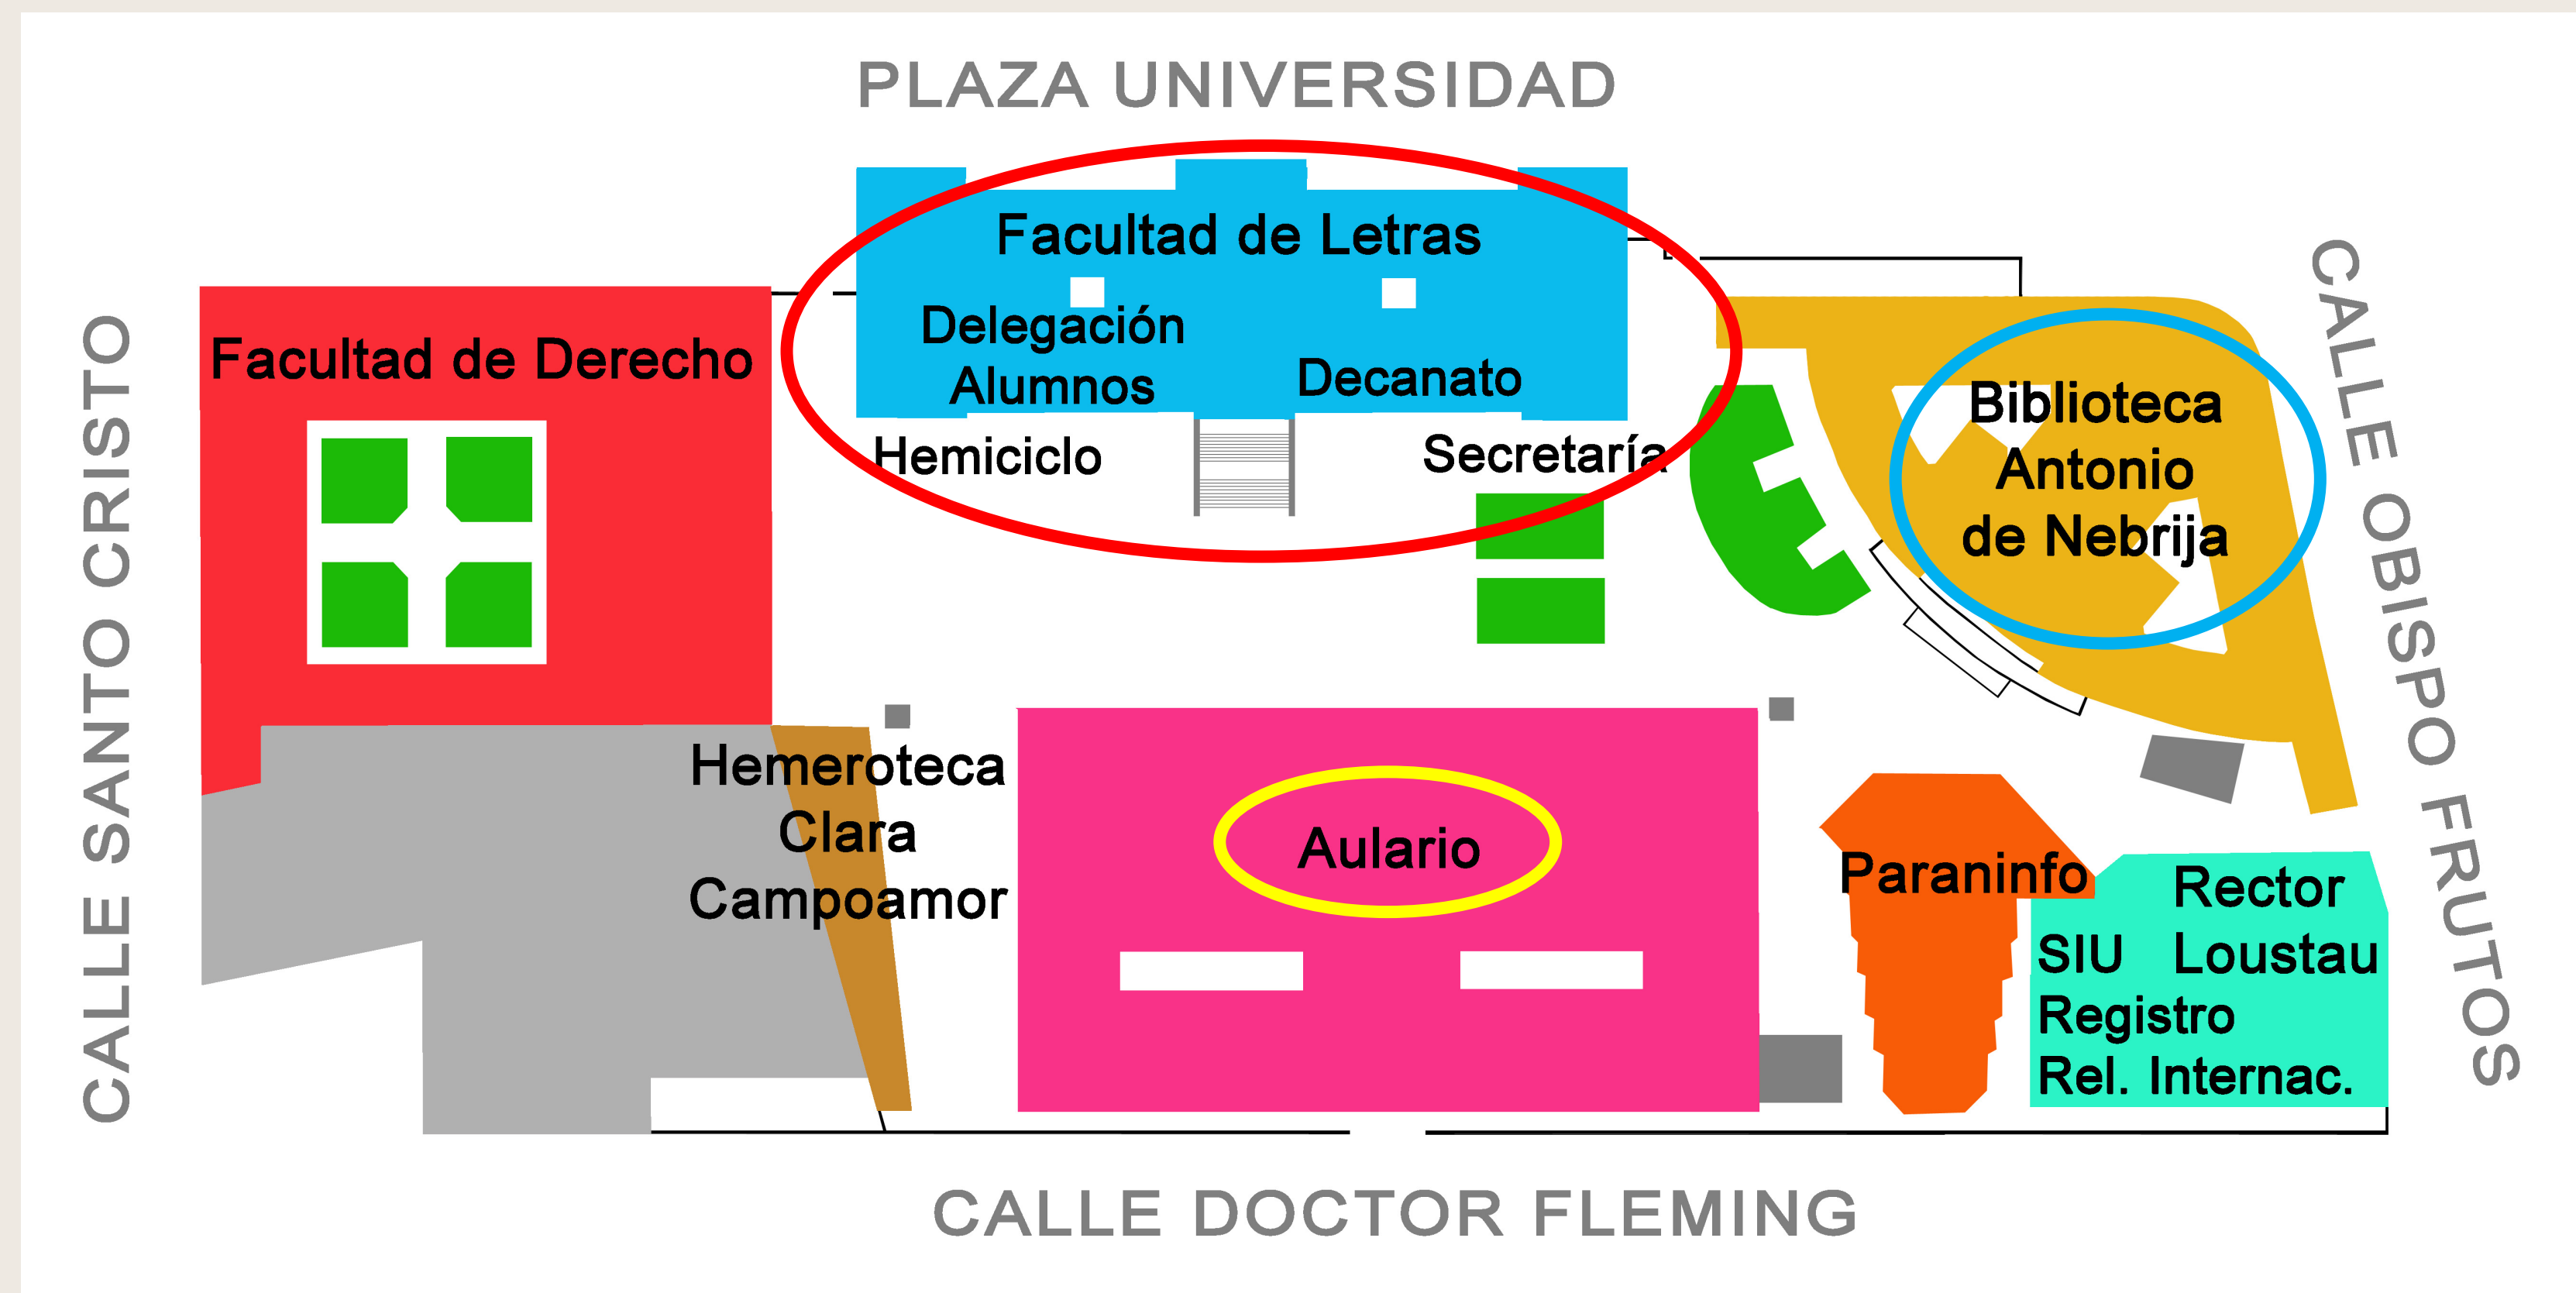 PLAZA UNIVERSIDAD
Facultad de Letras
Delegación
Alumnos
Decanato
Hemiciclo
Secretaría
Facultad de Derecho
Biblioteca
Antonio
de Nebrija
CALLE SANTO CRISTO
CALLE OBISPO FRUTOS
Hemeroteca
Clara
Campoamor
Aulario
Paraninfo
Rector
SIU Loustau
Registro
Rel. Internac.
CALLE DOCTOR FLEMING